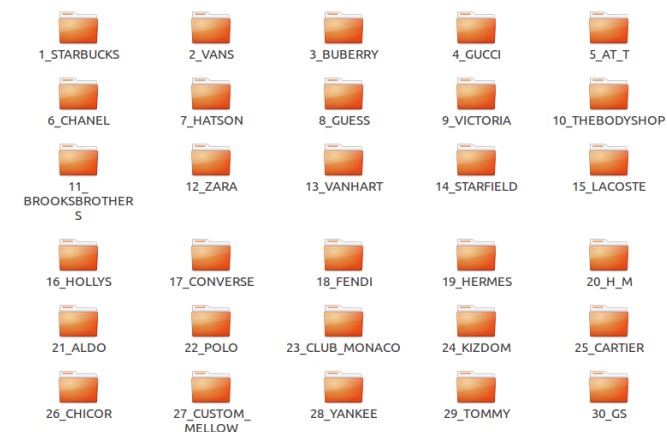 1_STARBUCKS 2_VANS 3_BUBERRY 4_GUCCI 5_AT_T
6_CHANEL 7_HATSON 8_GUESS 9_VICTORIA 10_THEBODYSHOP
11_
BROOKSBROTHER
S
12_ZARA 13_VANHART 14_STARFIELD 15_LACOSTE
16_HOLLYS 17_CONVERSE 18_FENDI 19_HERMES 20_H_M
21_ALDO 22_POLO 23_CLUB_MONACO 24_KIZDOM 25_CARTIER
26_CHICOR
27_CUSTOM_
MELLOW
28_YANKEE 29_TOMMY 30_GS